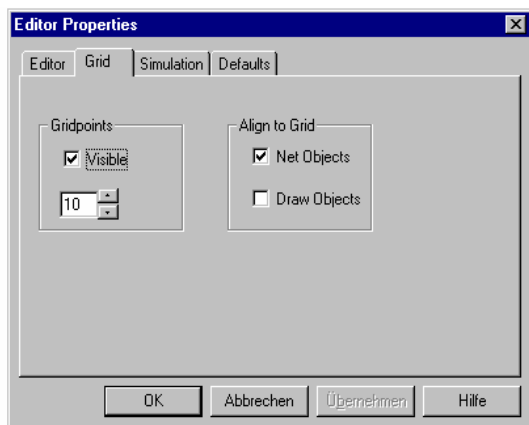 Editor Properties
Editor Grid Simulation Defaults
Gridpoints
Visible
10
Align to Grid
Net Objects
Draw Objects
OK Abbrechen Übernehmen Hilfe